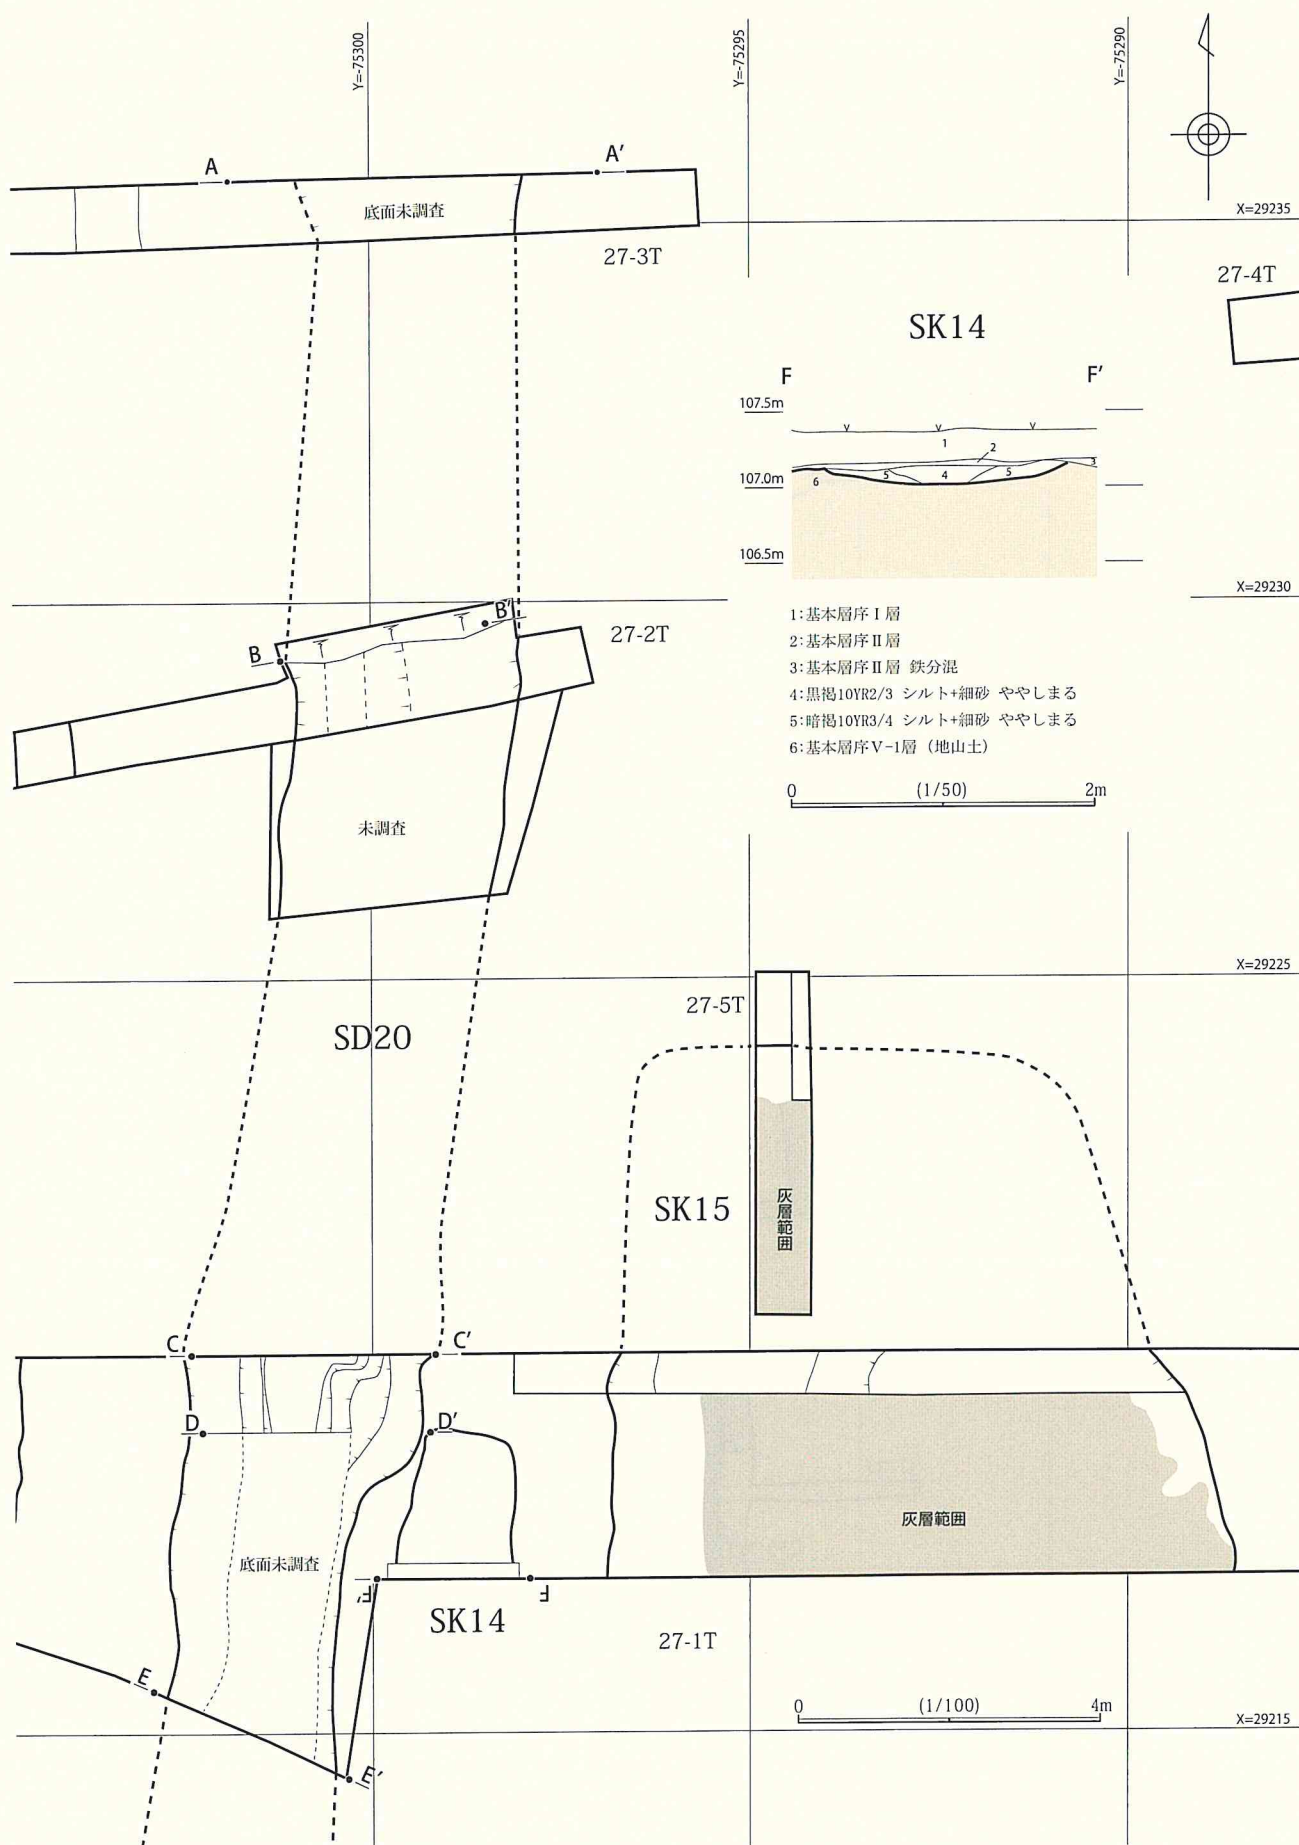 Y=-75300
Y=-75295
Y=-75290
A
A′
底面未調査
X=29235
27-3T
27-4T
SK14
F
F′
107.5m
1
2
3
5
4
5
6
107.0m
106.5m
X=29230
1:基本層序Ⅰ層
2:基本層序Ⅱ層
3:基本層序Ⅱ層 鉄分混
4:黒褐10YR2/3 シルト+細砂 ややしまる
5:暗褐10YR3/4 シルト+細砂 ややしまる
6:基本層序Ⅴ-1層（地山土）
B
B′
27-2T
0
(1/50)
2m
未調査
X=29225
27-5T
SD20
SK15
灰層範囲
C
C′
D
D′
灰層範囲
底面未調査
F′
F
SK14
27-1T
E
E′
0
(1/100)
4m
X=29215